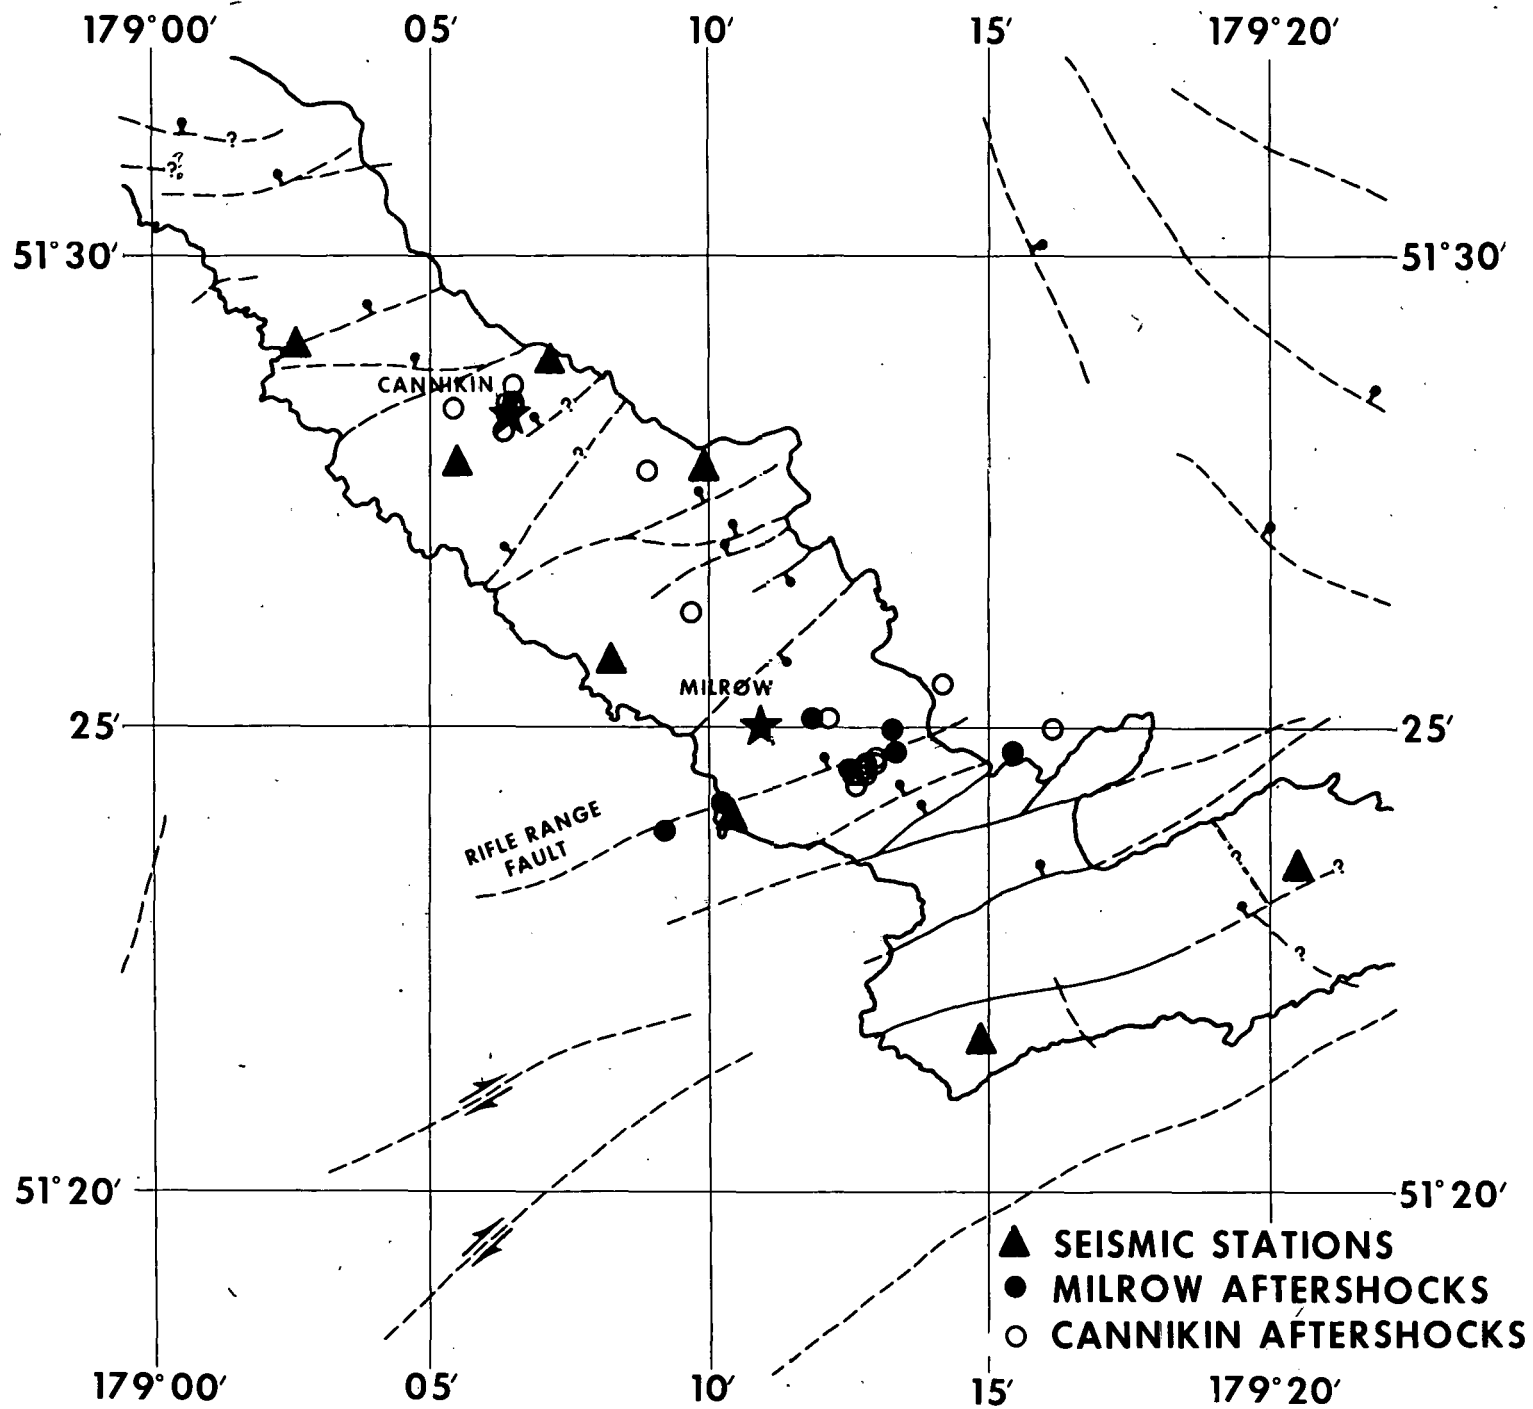 179°00′ 05′ 10′ 15′ 179°20′
?
?
?
51°30′ 51°30′
CANNIKIN
?
?
MILROW
25′ 25′
RIFLE RANGE
FAULT
?
?
?
51°20′ 51°20′
SEISMIC STATIONS
MILROW AFTERSHOCKS
CANNIKIN AFTERSHOCKS
179°00′ 05′ 10′ 15′ 179°20′